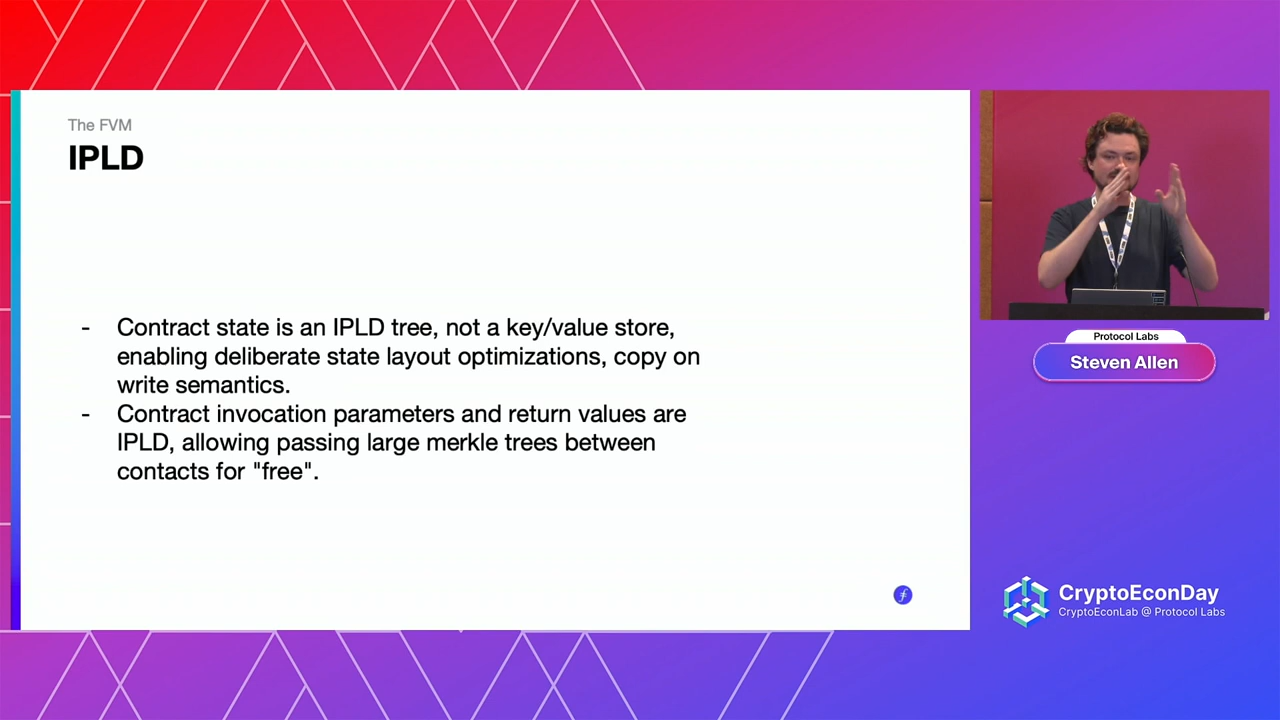 The FVM
IPLD
- Contract state is an IPLD tree, not a key/value store,
enabling deliberate state layout optimizations, copy on
write semantics.
- Contract invocation parameters and return values are
IPLD, allowing passing large merkle trees between
contacts for "free".
Protocol Labs
Steven Allen
CryptoEconDay
CryptoEconLab @ Protocol Labs